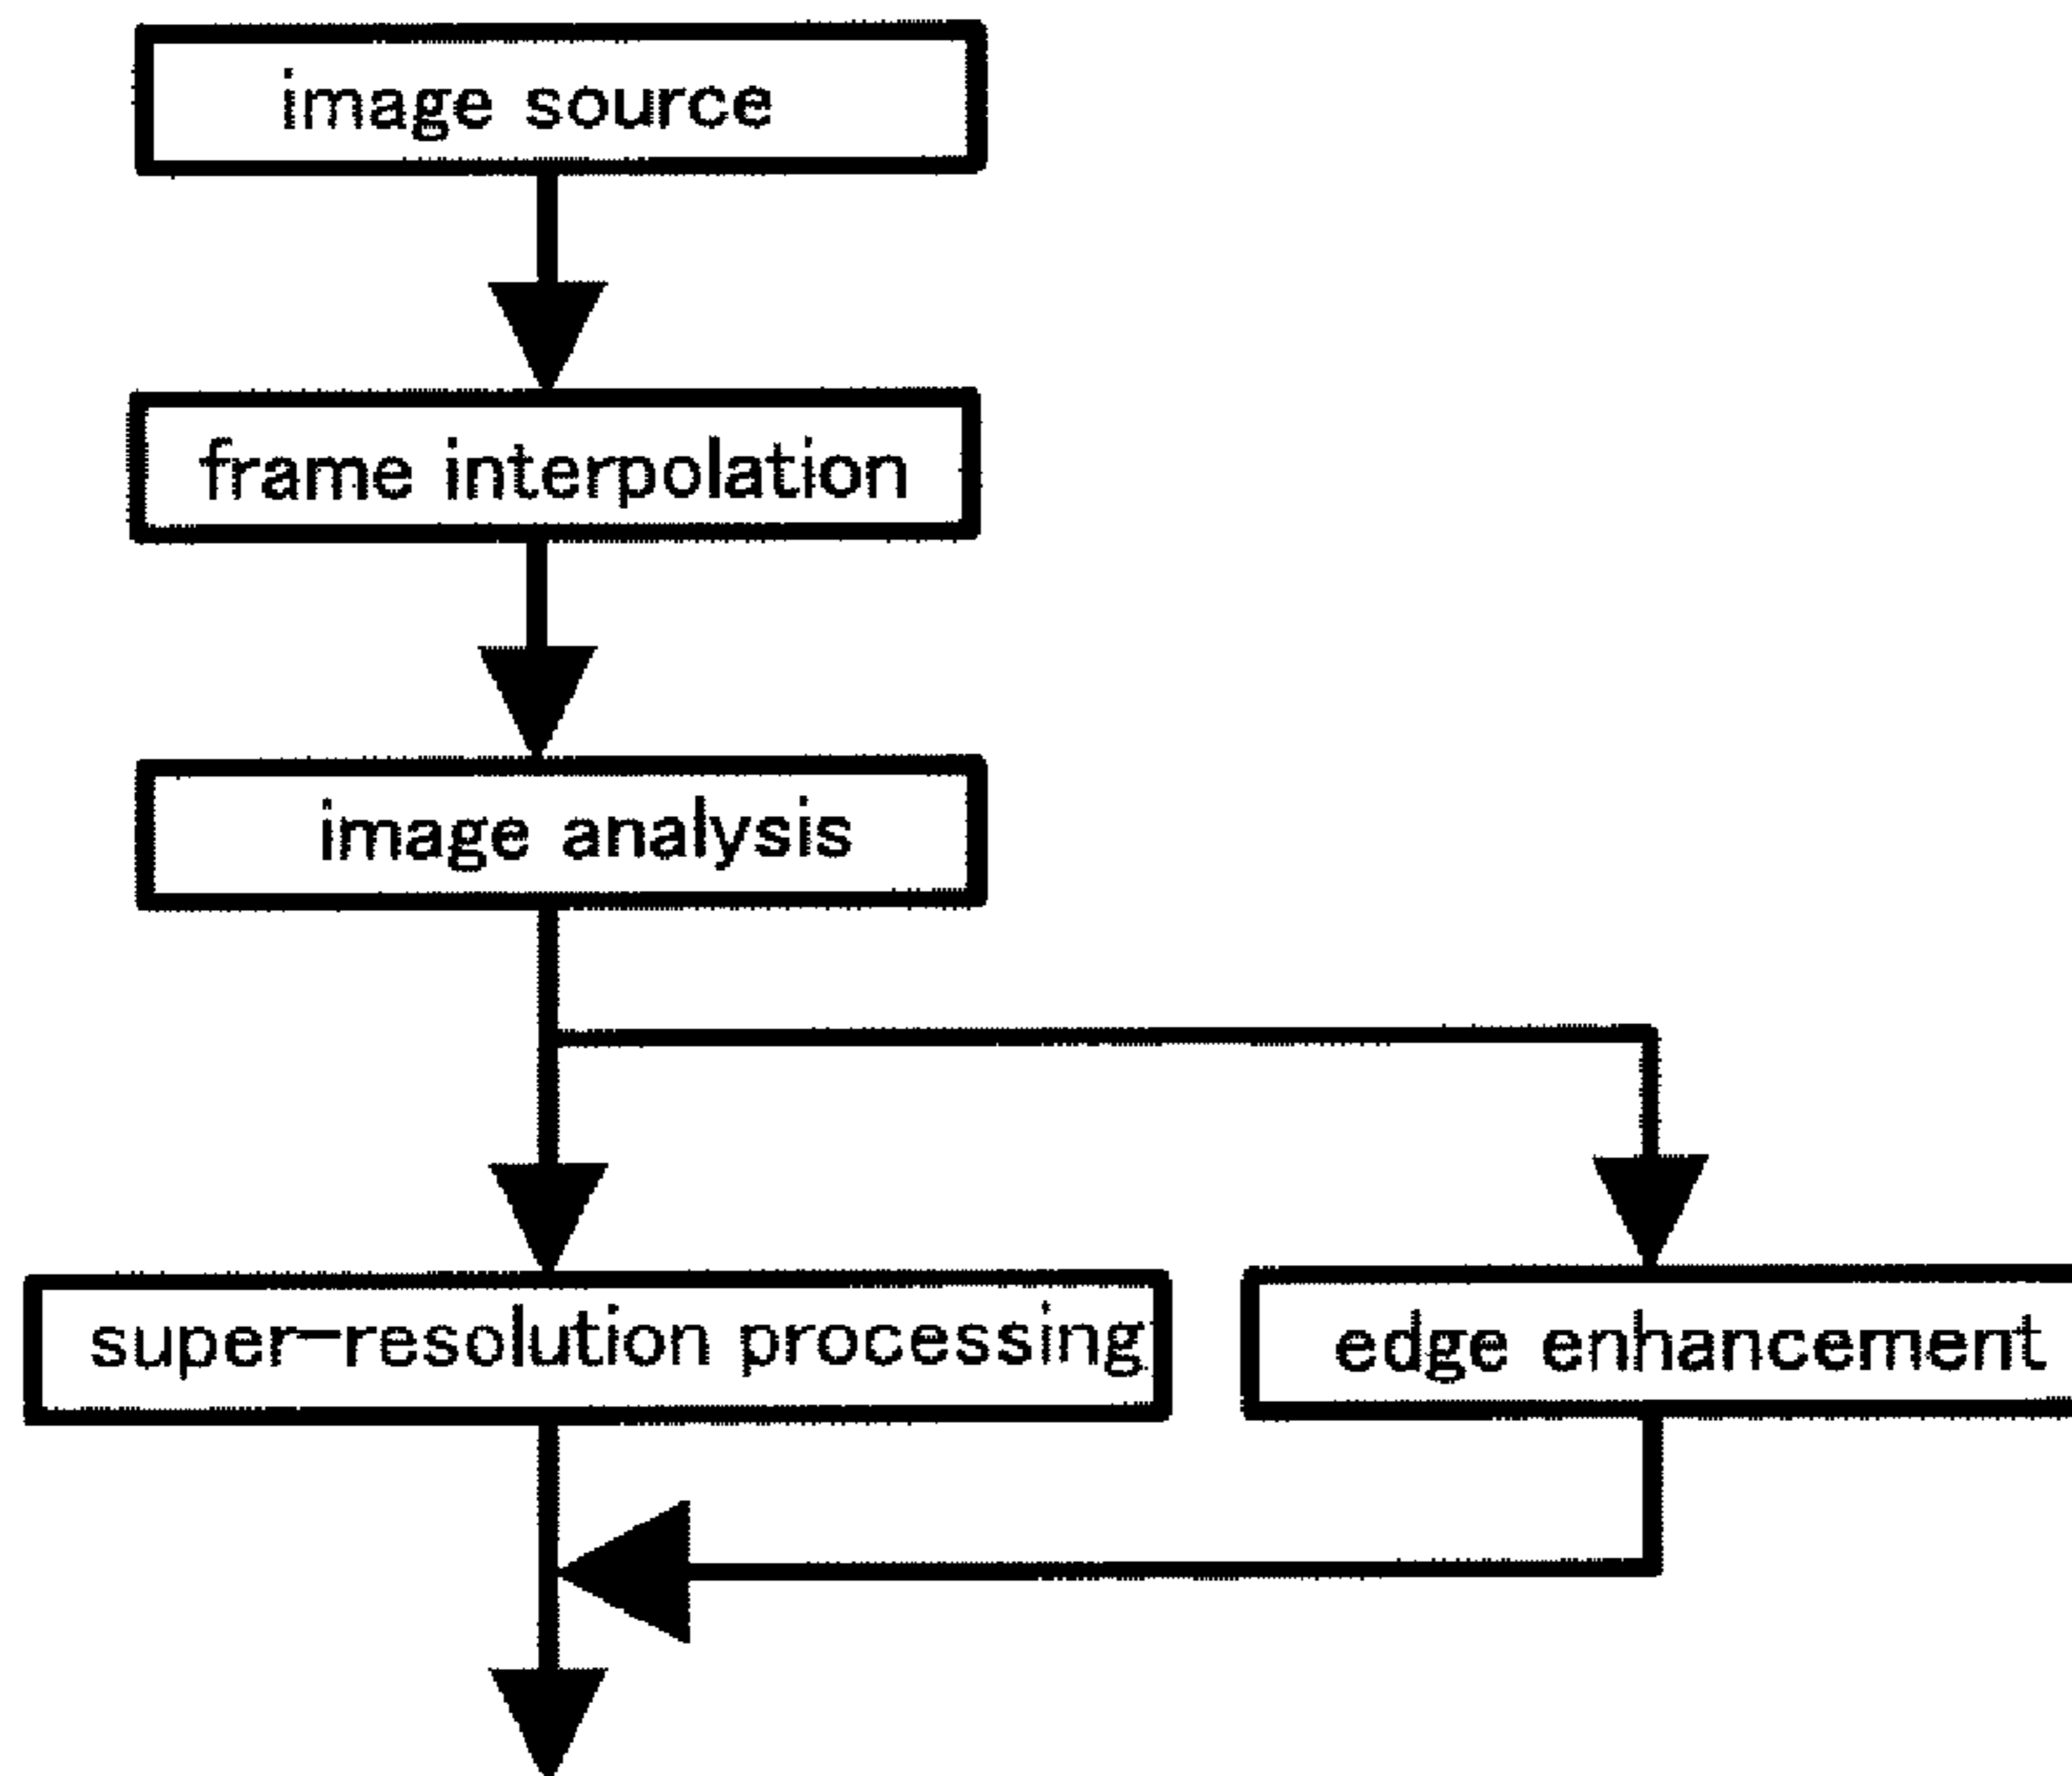 image source
frame interpolation
image analysis
super-resolution processing
edge enhancement